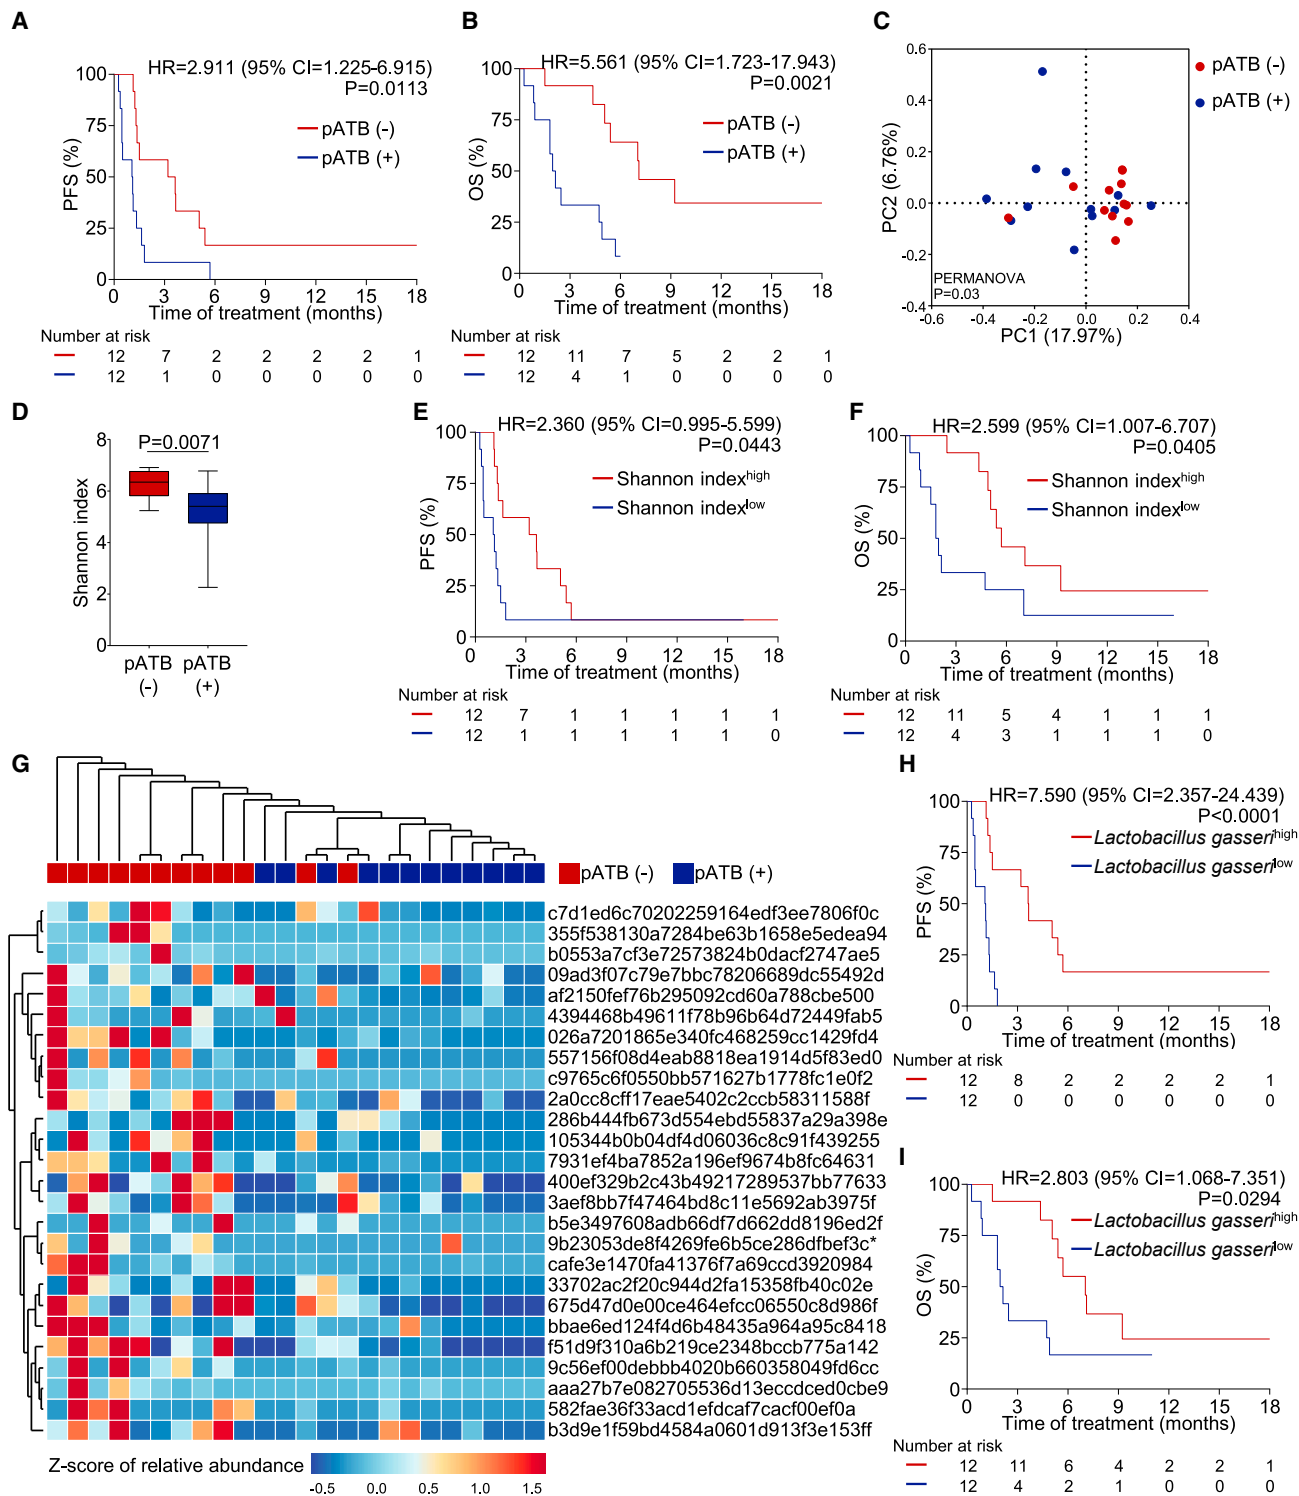 A
HR=2.911 (95% CI=1.225-6.915)
P=0.0113
pATB (-)
pATB (+)
PFS (%)
100
75
50
25
0
0 3 6 9 12 15 18
Time of treatment (months)
Number at risk
12 7 2 2 2 2 1
12 1 0 0 0 0 0
B
HR=5.561 (95% CI=1.723-17.943)
P=0.0021
pATB (-)
pATB (+)
OS (%)
100
75
50
25
0
0 3 6 9 12 15 18
Time of treatment (months)
Number at risk
12 11 7 5 2 2 1
12 4 1 0 0 0 0
C
pATB (-)
pATB (+)
PC2 (6.76%)
0.6
0.4
0.2
0.0
-0.2
-0.4
PERMANOVA
P=0.03
-0.6 -0.4 -0.2 0.0 0.2 0.4
PC1 (17.97%)
D
P=0.0071
Shannon index
8
6
4
2
0
pATB pATB
(-) (+)
E
HR=2.360 (95% CI=0.995-5.599)
P=0.0443
Shannon index^high
Shannon index^low
PFS (%)
100
75
50
25
0
0 3 6 9 12 15 18
Time of treatment (months)
Number at risk
12 7 1 1 1 1 1
12 1 1 1 1 1 0
F
HR=2.599 (95% CI=1.007-6.707)
P=0.0405
Shannon index^high
Shannon index^low
OS (%)
100
75
50
25
0
0 3 6 9 12 15 18
Time of treatment (months)
Number at risk
12 11 5 4 1 1 1
12 4 3 1 1 1 0
G
pATB (-) pATB (+)
c7d1ed6c70202259164edf3ee7806f0c
355f538130a7284be63b1658e5edea94
b0553a7cf3e72573824b0dacf2747ae5
09ad3f07c79e7bbc78206689dc55492d
af2150fef76b295092cd60a788cbe500
4394468b49611f78b96b64d72449fab5
026a7201865e340fc468259cc1429fd4
557156f08d4eab8818ea1914d5f83ed0
c9765c6f0550bb571627b1778fc1e0f2
2a0cc8cff17eae5402c2ccb58311588f
286b444fb673d554ebd55837a29a398e
105344b0b04df4d06036c8c91f439255
7931ef4ba7852a196ef9674b8fc64631
400ef329b2c43b49217289537bb77633
3aef8bb7f47464bd8c11e5692ab3975f
b5e3497608adb66df7d662dd8196ed2f
9b23053de8f4269fe6b5ce286dfbef3c*
cafe3e1470fa41376f7a69ccd3920984
33702ac2f20c944d2fa15358fb40c02e
675d47d0e00ce464efcc06550c8d986f
bbae6ed124f4d6b48435a964a95c8418
f51d9f310a6b219ce2348bccb775a142
9c56ef00debbb4020b660358049fd6cc
aaa27b7e082705536d13eccdced0cbe9
582fae36f33acd1efdcaf7cacf00ef0a
b3d9e1f59bd4584a0601d913f3e153ff
Z-score of relative abundance
-0.5 0.0 0.5 1.0 1.5
H
HR=7.590 (95% CI=2.357-24.439)
P<0.0001
Lactobacillus gasseri^high
Lactobacillus gasseri^low
PFS (%)
100
75
50
25
0
0 3 6 9 12 15 18
Time of treatment (months)
Number at risk
12 8 2 2 2 2 1
12 0 0 0 0 0 0
I
HR=2.803 (95% CI=1.068-7.351)
P=0.0294
Lactobacillus gasseri^high
Lactobacillus gasseri^low
OS (%)
100
75
50
25
0
0 3 6 9 12 15 18
Time of treatment (months)
Number at risk
12 11 6 4 2 2 1
12 4 2 1 0 0 0